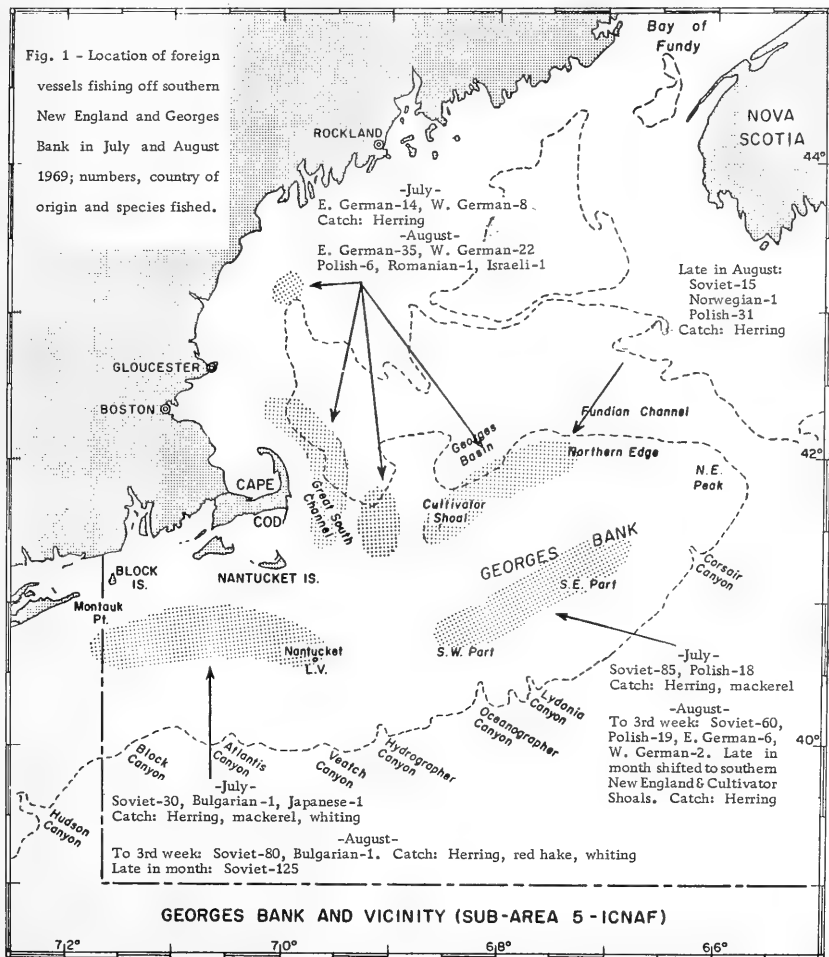 Fig. 1 - Location of foreign
vessels fishing off southern
New England and Georges
Bank in July and August
1969; numbers, country of
origin and species fished.
Bay of
Fundy
NOVA
SCOTIA
ROCKLAND
44°
-July-
E. German-14, W. German-8
Catch: Herring
-August-
E. German-35, W. German-22
Polish-6, Romanian-1, Israeli-1
Late in August:
Soviet-15
Norwegian-1
Polish-31
Catch: Herring
GLOUCESTER
BOSTON
Fundian Channel
Georges
Basin
Northern Edge
42°
N.E.
Peak
CAPE
COD
Great South
Channel
Cultivator
Shoal
GEORGES BANK
S.E. Part
Corsair
Canyon
BLOCK
IS.
NANTUCKET IS.
Montauk
Pt.
Nantucket
L.V.
S.W. Part
-July-
Soviet-85, Polish-18
Catch: Herring, mackerel
-August-
To 3rd week: Soviet-60,
Polish-19, E. German-6,
W. German-2. Late in
month shifted to southern
New England & Cultivator
Shoals. Catch: Herring
Lydonia
Canyon
Oceanographer
Canyon
Hydrographer
Canyon
Veatch
Canyon
Atlantis
Canyon
Block
Canyon
Hudson
Canyon
40°
-July-
Soviet-30, Bulgarian-1, Japanese-1
Catch: Herring, mackerel, whiting
-August-
To 3rd week: Soviet-80, Bulgarian-1. Catch: Herring, red hake, whiting
Late in month: Soviet-125
GEORGES BANK AND VICINITY (SUB-AREA 5-ICNAF)
72° 70° 68° 66°